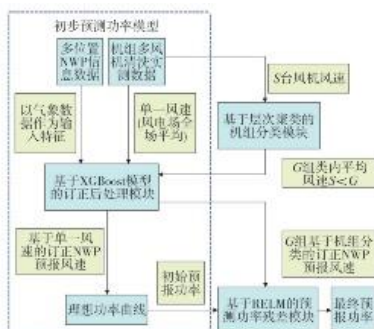 初步预测功率模型
多位置
NWP信
息数据
机组多风
机清洗实
测数据
S台风机风速
以气象数
据作为输
入特征
单一风速
(风电场全
场平均)
基于层次聚类的
机组分类模块
G组类内平均
风速S<G
基于XGBoost模型
的订正后处理模块
基于单一风
速的订正NWP
预报风速
初始预
报功率
G组基于机组分
类的订正NWP
预报风速
理想功率曲线
基于RELM的预
测功率残差模块
最终预
报功率